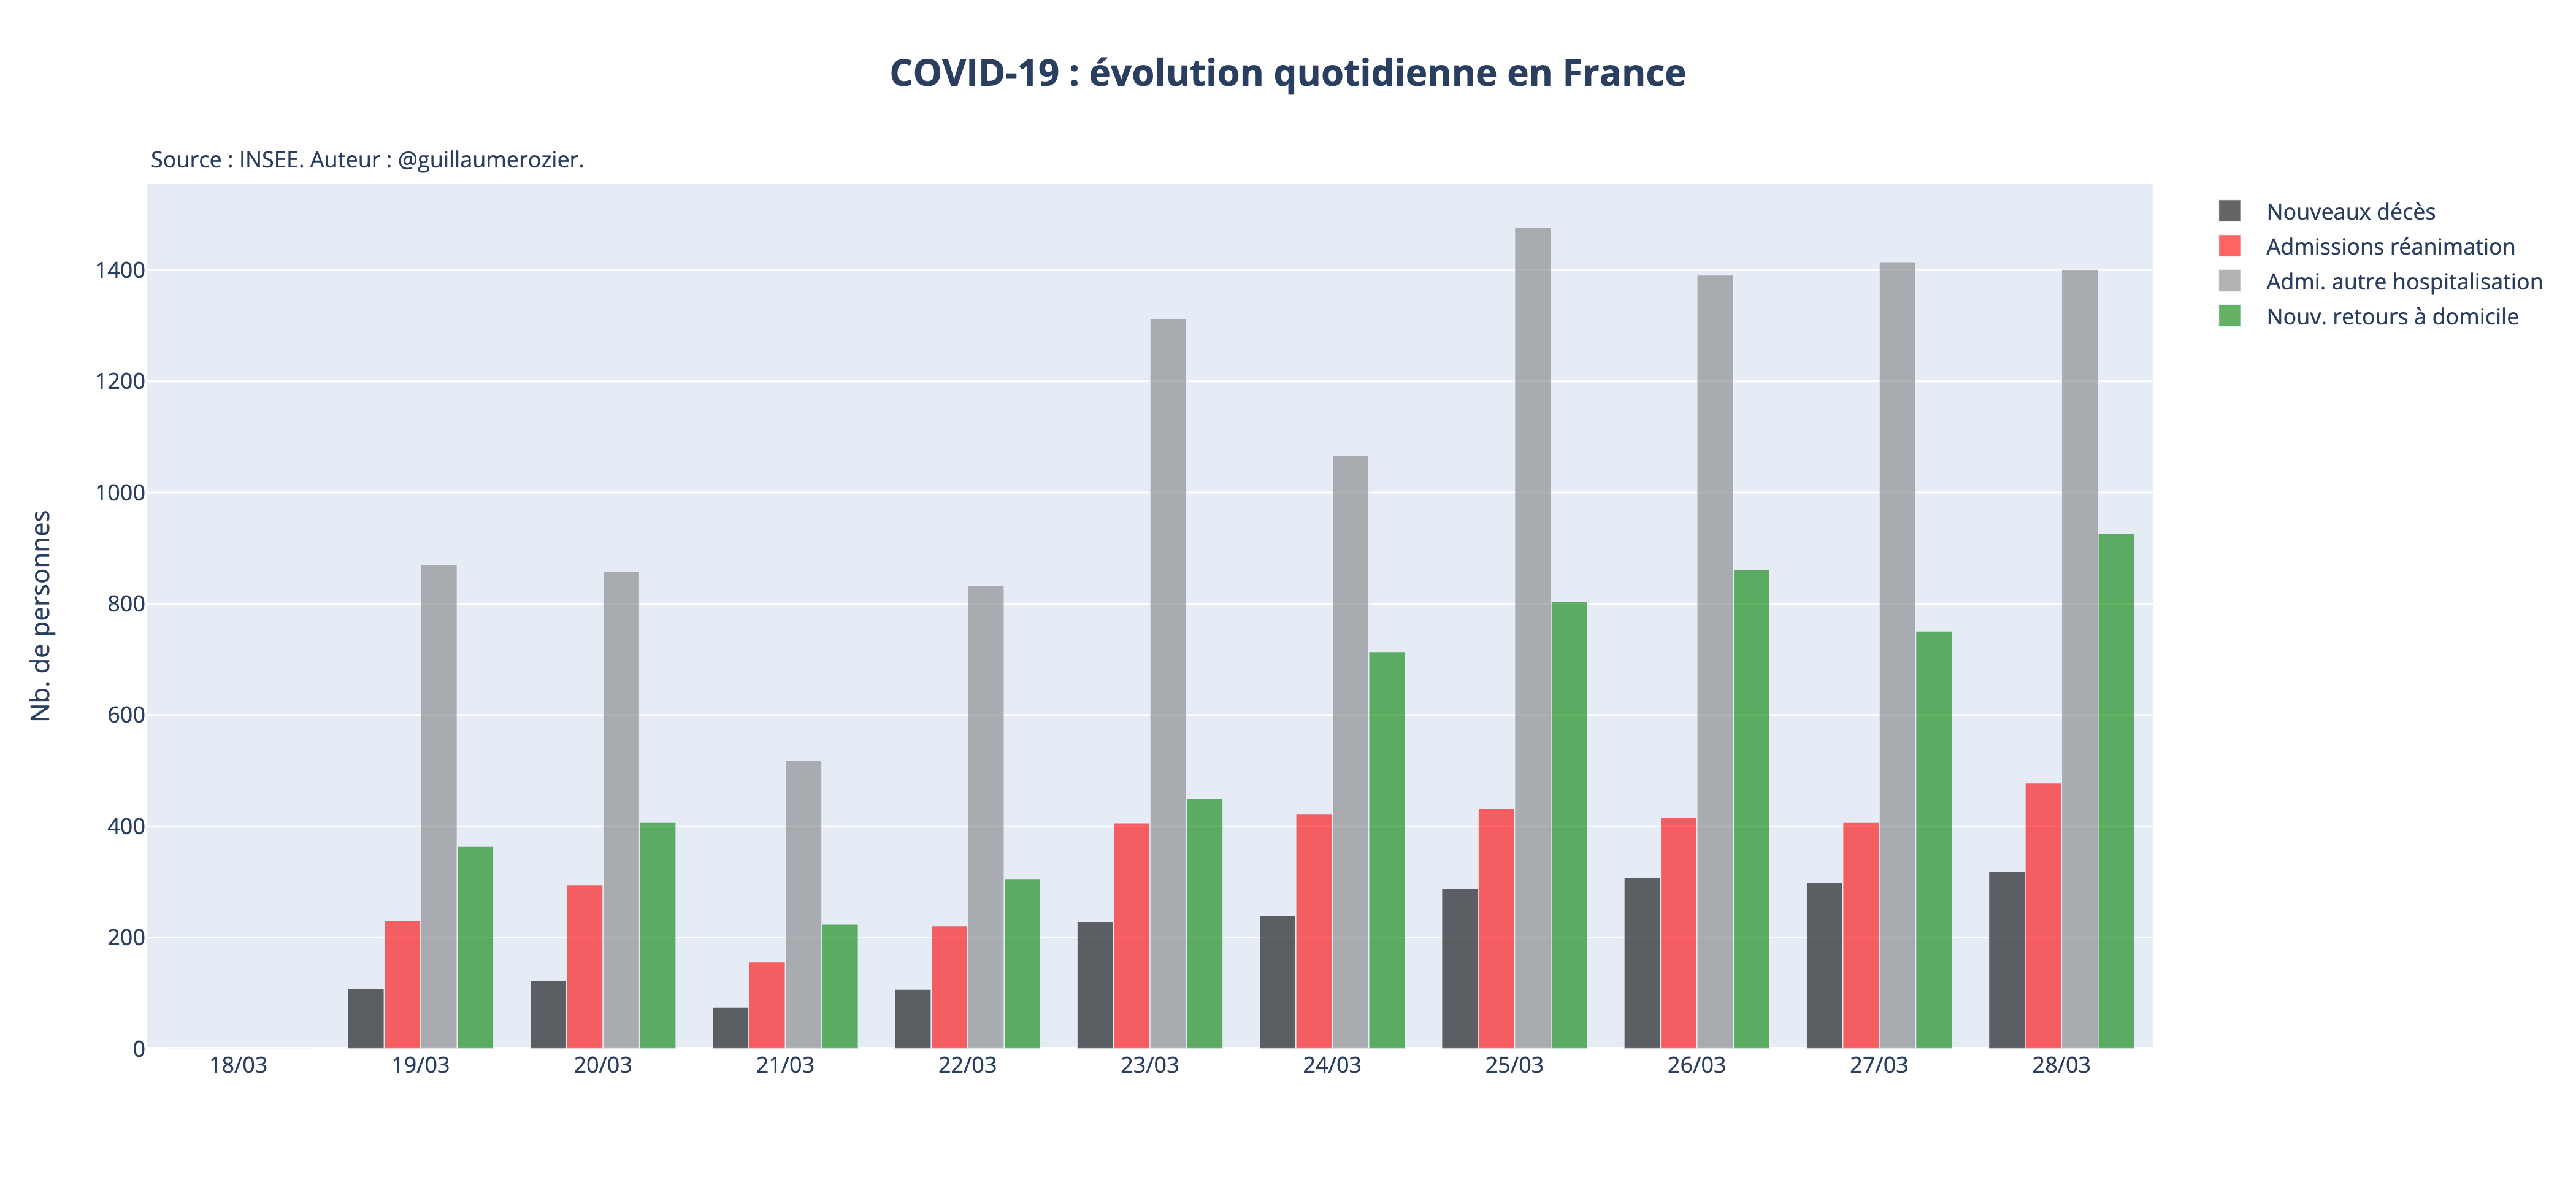 COVID-19 : évolution quotidienne en France
Source : INSEE. Auteur : @guillaumerozier.
Nouveaux décès
Admissions réanimation
Admi. autre hospitalisation
Nouv. retours à domicile
Nb. de personnes
1400
1200
1000
800
600
400
200
0
18/03 19/03 20/03 21/03 22/03 23/03 24/03 25/03 26/03 27/03 28/03